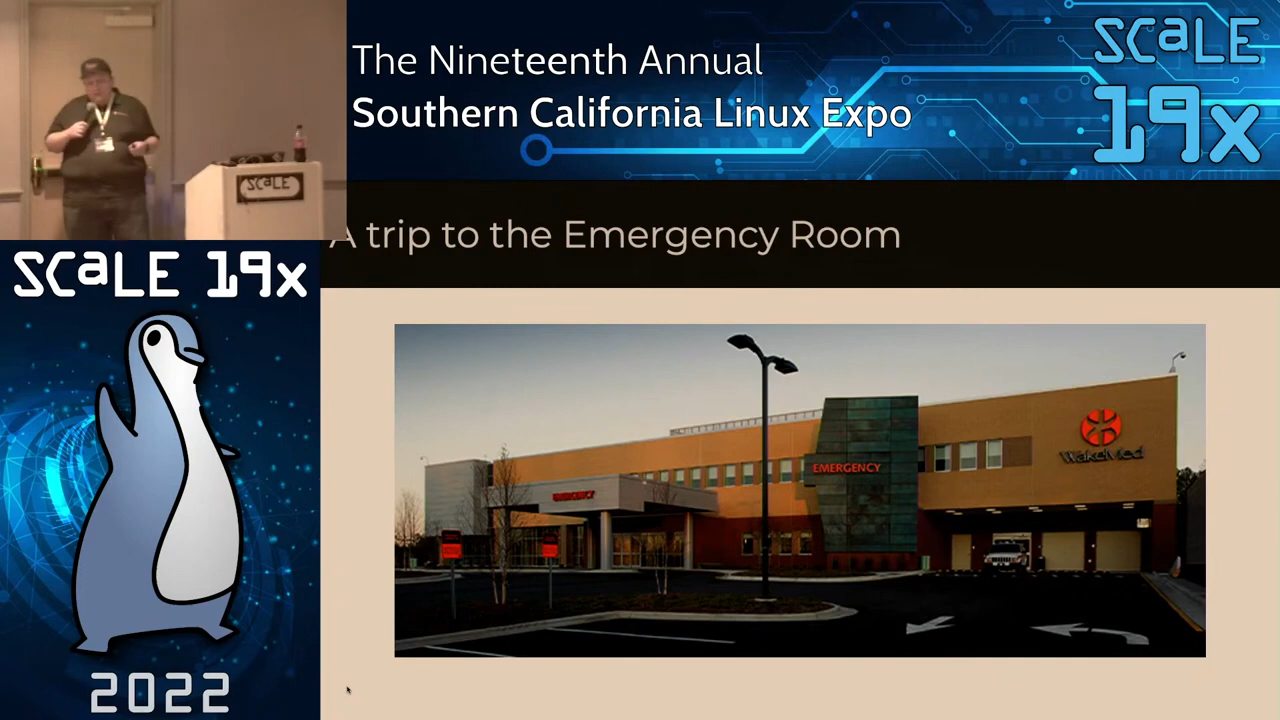 The Nineteenth Annual
Southern California Linux Expo
SCaLE
19x
SCaLE
A trip to the Emergency Room
SCaLE 19x
EMERGENCY
EMERGENCY
WakeMed
2022